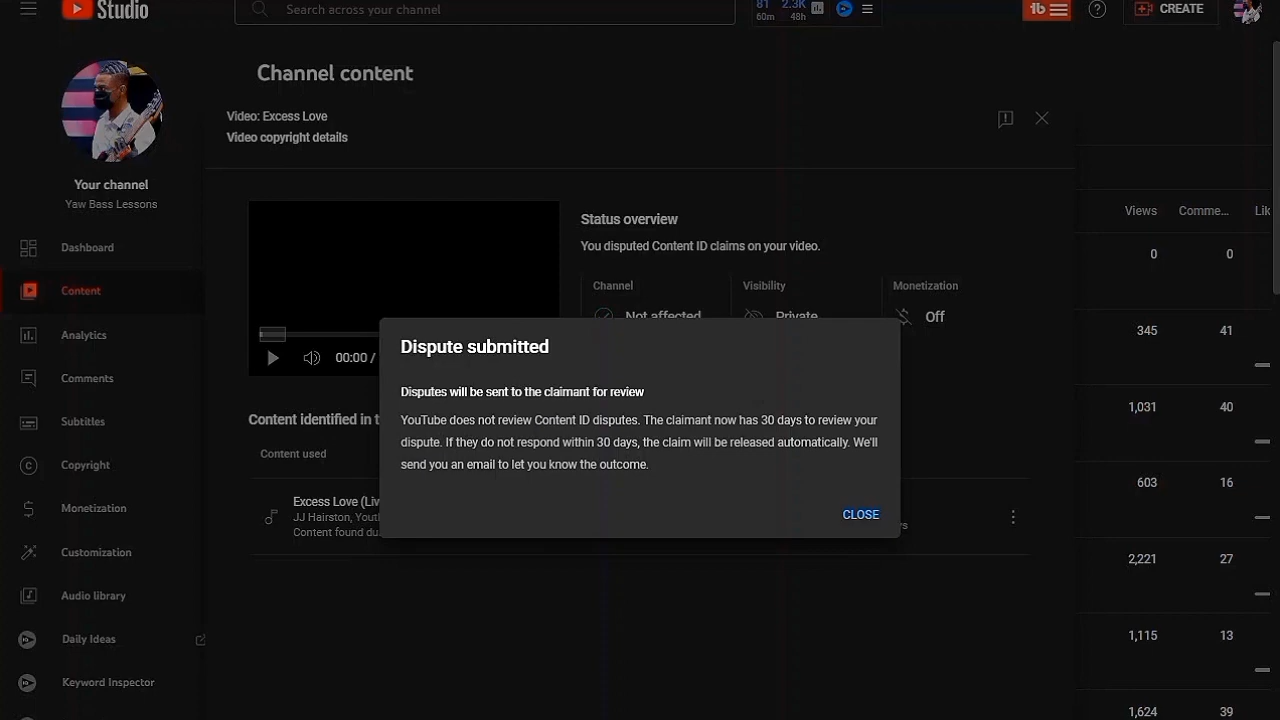 Studio
Search across your channel
81
60m
2.3K
48h
CREATE
Channel content
Video: Excess Love
Video copyright details
Your channel
Yaw Bass Lessons
Dashboard
Content
Analytics
Comments
Subtitles
Copyright
Monetization
Customization
Audio library
Daily Ideas
Keyword Inspector
Status overview
You disputed Content ID claims on your video.
Channel
Visibility
Monetization
Not affected
Private
Off
00:00 /
Dispute submitted
Disputes will be sent to the claimant for review
YouTube does not review Content ID disputes. The claimant now has 30 days to review your
dispute. If they do not respond within 30 days, the claim will be released automatically. We'll
send you an email to let you know the outcome.
CLOSE
Content identified in t
Content used
Excess Love (Liv
JJ Hairston, Youtl
Content found du
Views
Comme...
Lik
0
0
345
41
1,031
40
603
16
2,221
27
1,115
13
1,624
39